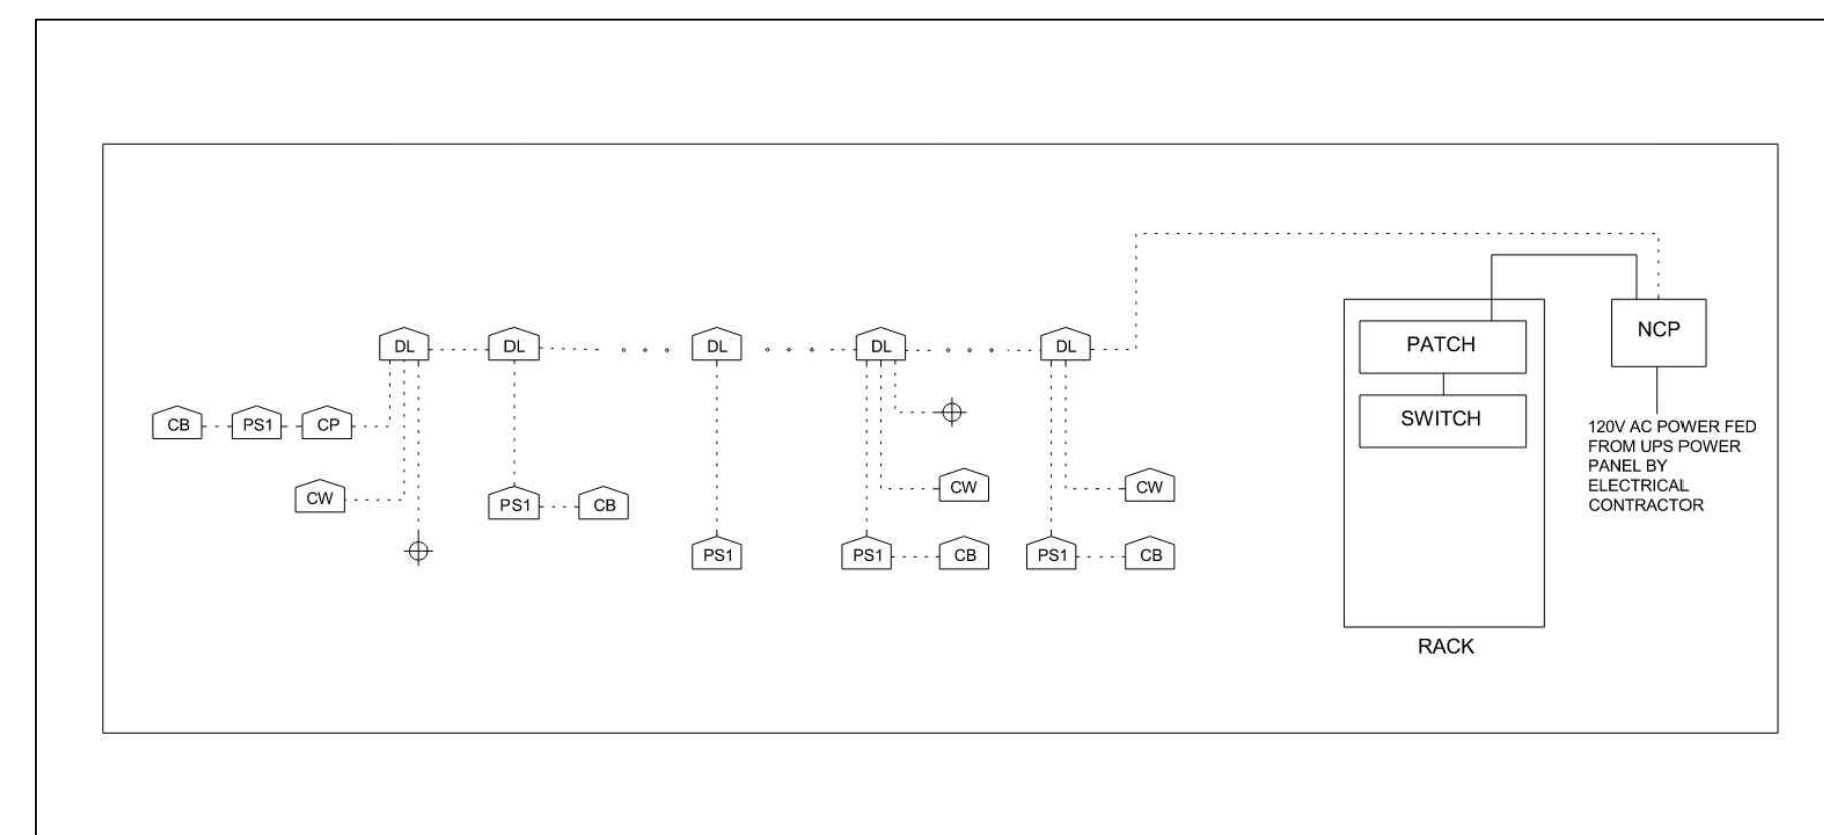 NCP
PATCH
DL
DL
DL
DL
DL
SWITCH
120V AC POWER FED
FROM UPS POWER
PANEL BY
ELECTRICAL
CONTRACTOR
CB
PS1
CP
CW
CW
CW
PS1
CB
PS1
PS1
CB
PS1
CB
RACK